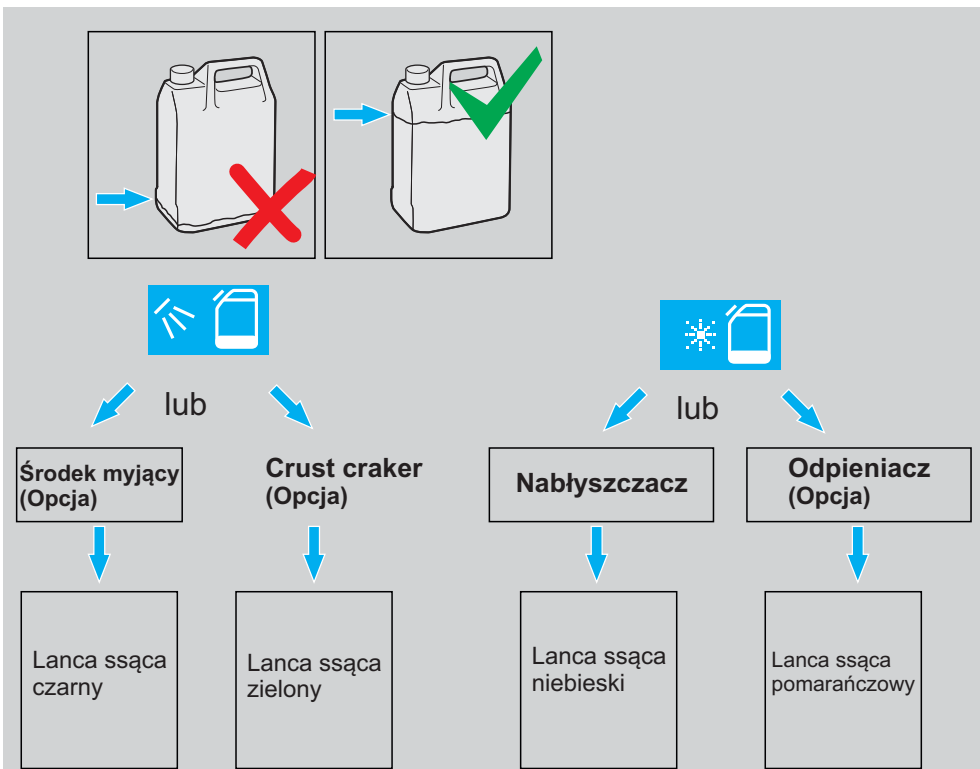 lub
lub
Środek myjący
(Opcja)
Crust craker
(Opcja)
Nabłyszczacz
Odpieniacz
(Opcja)
Lanca ssąca
czarny
Lanca ssąca
zielony
Lanca ssąca
niebieski
Lanca ssąca
pomarańczowy